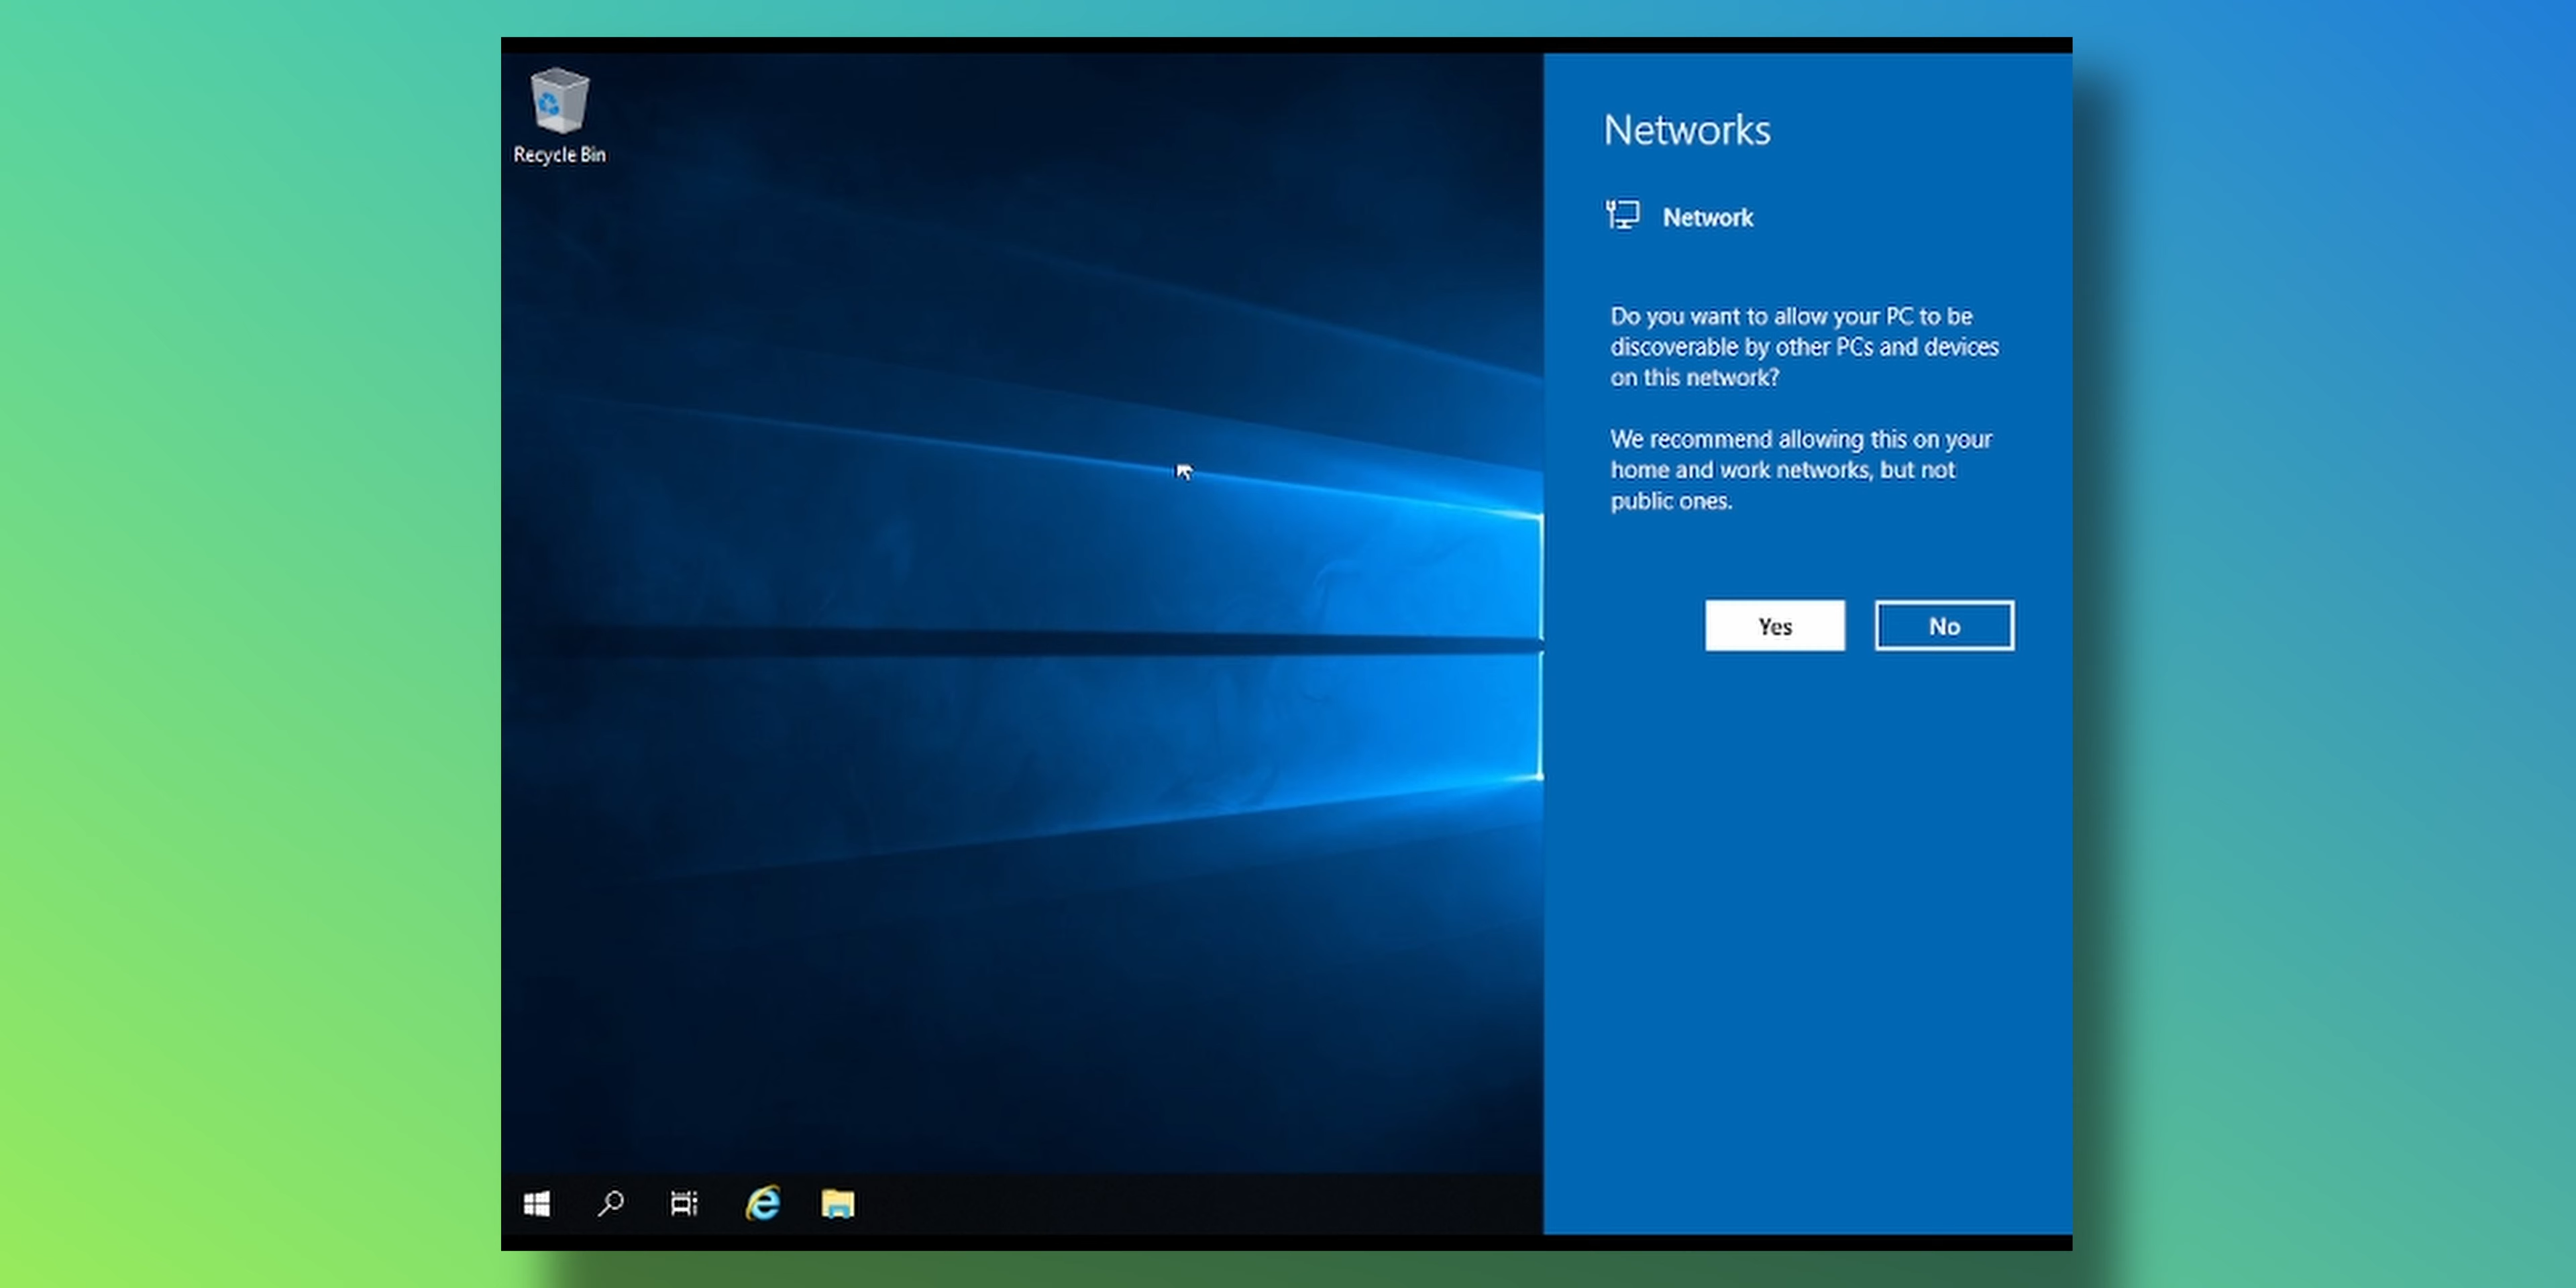 Recycle Bin
Networks
Network
Do you want to allow your PC to be
discoverable by other PCs and devices
on this network?
We recommend allowing this on your
home and work networks, but not
public ones.
Yes
No